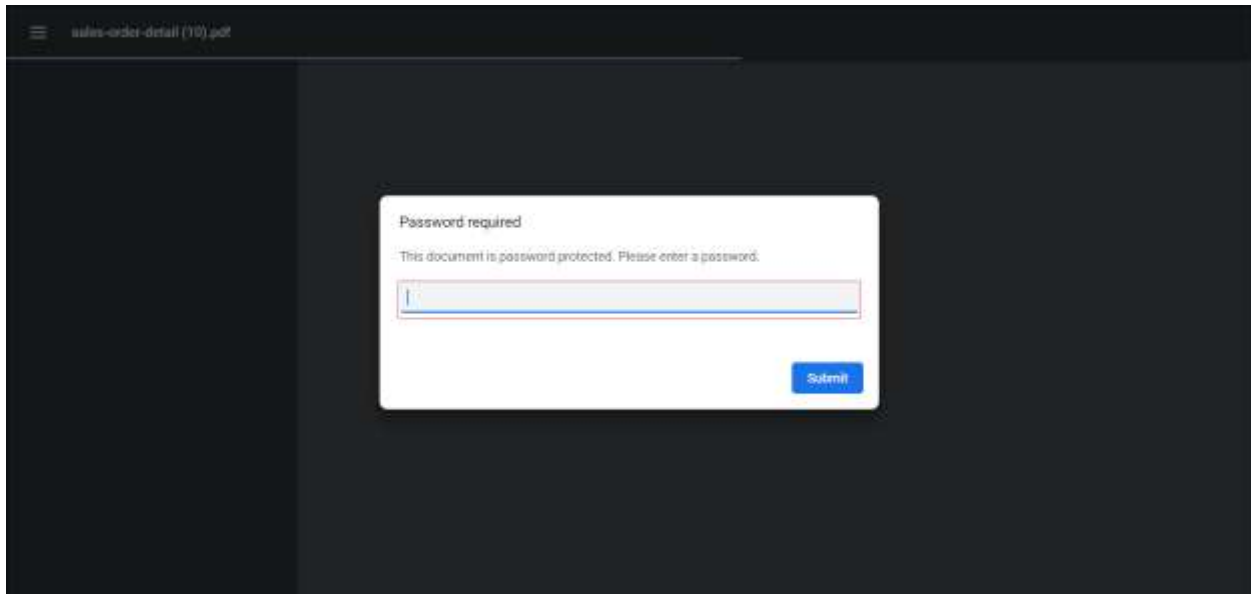 sales-order-detail (10).pdf
Password required
This document is password protected. Please enter a password.
Submit